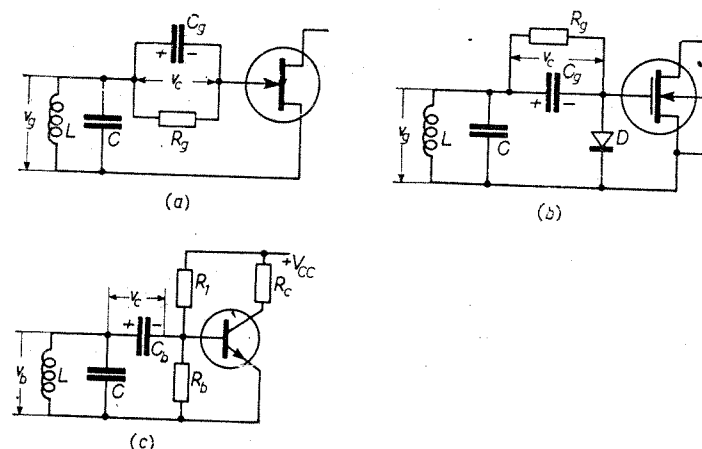 C_g
+ -
v_c
v_g
L
C
R_g
(a)
R_g
v_c
C_g
+ -
v_g
L
C
D
(b)
+V_CC
R_1
R_c
v_c
+ -
C_b
v_b
L
C
R_b
(c)